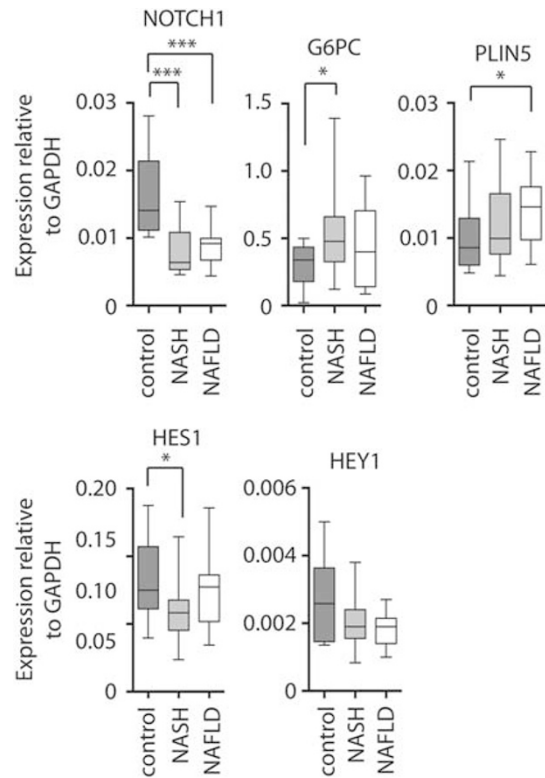 NOTCH1
***
***
Expression relative
to GAPDH
0.03
0.02
0.01
0
control
NASH
NAFLD
G6PC
*
1.5
1.0
0.5
0
control
NASH
NAFLD
PLIN5
*
0.03
0.02
0.01
0
control
NASH
NAFLD
HES1
*
Expression relative
to GAPDH
0.20
0.15
0.10
0.05
0
control
NASH
NAFLD
HEY1
0.006
0.004
0.002
0
control
NASH
NAFLD